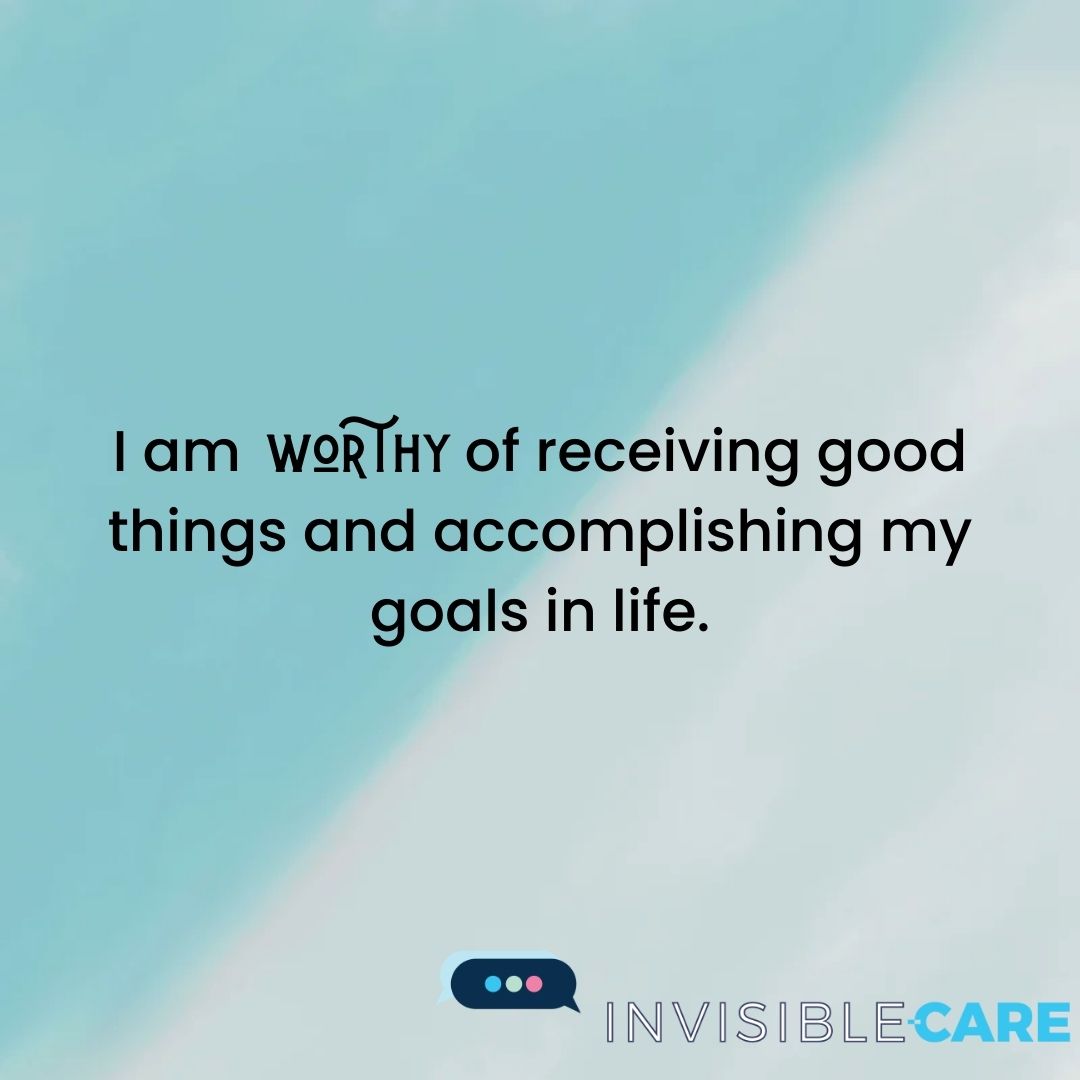 I am WORTHY of receiving good
things and accomplishing my
goals in life.
INVISIBLE-CARE